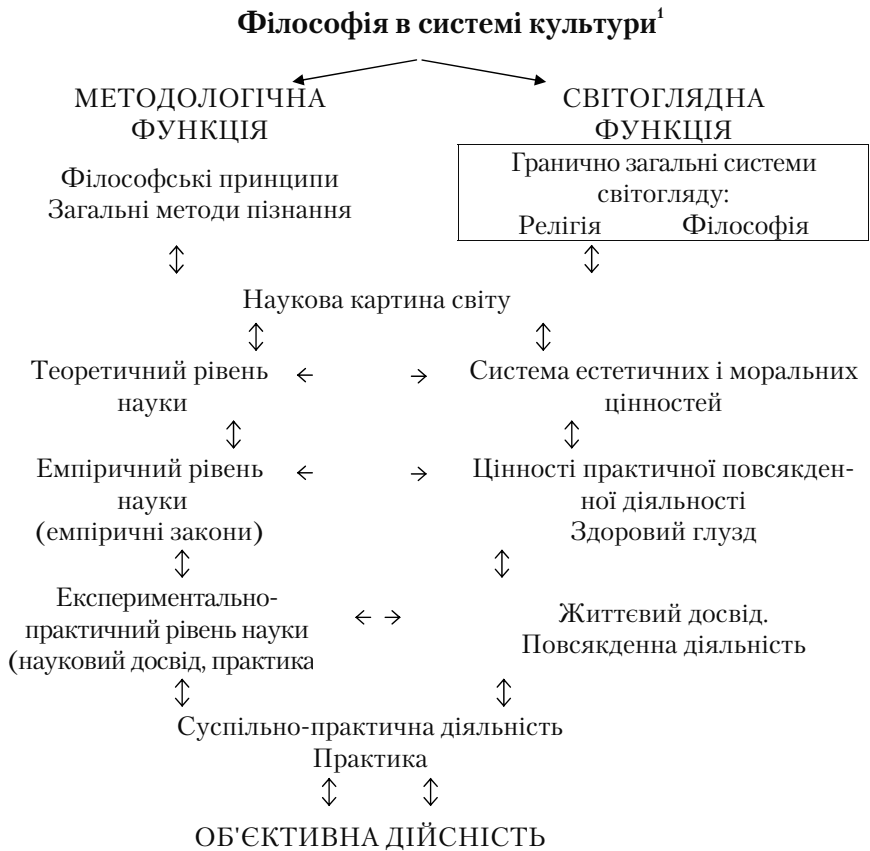 Філософія в системі культури¹
МЕТОДОЛОГІЧНА
ФУНКЦІЯ
СВІТОГЛЯДНА
ФУНКЦІЯ
Філософські принципи
Загальні методи пізнання
Гранично загальні системи
світогляду:
Релігія Філософія
Наукова картина світу
Теоретичний рівень
науки
Система естетичних і моральних
цінностей
Емпіричний рівень
науки
(емпіричні закони)
Цінності практичної повсякден-
ної діяльності
Здоровий глузд
Експериментально-
практичний рівень науки
(науковий досвід, практика
Життєвий досвід.
Повсякденна діяльність
Суспільно-практична діяльність
Практика
ОБ'ЄКТИВНА ДІЙСНІСТЬ